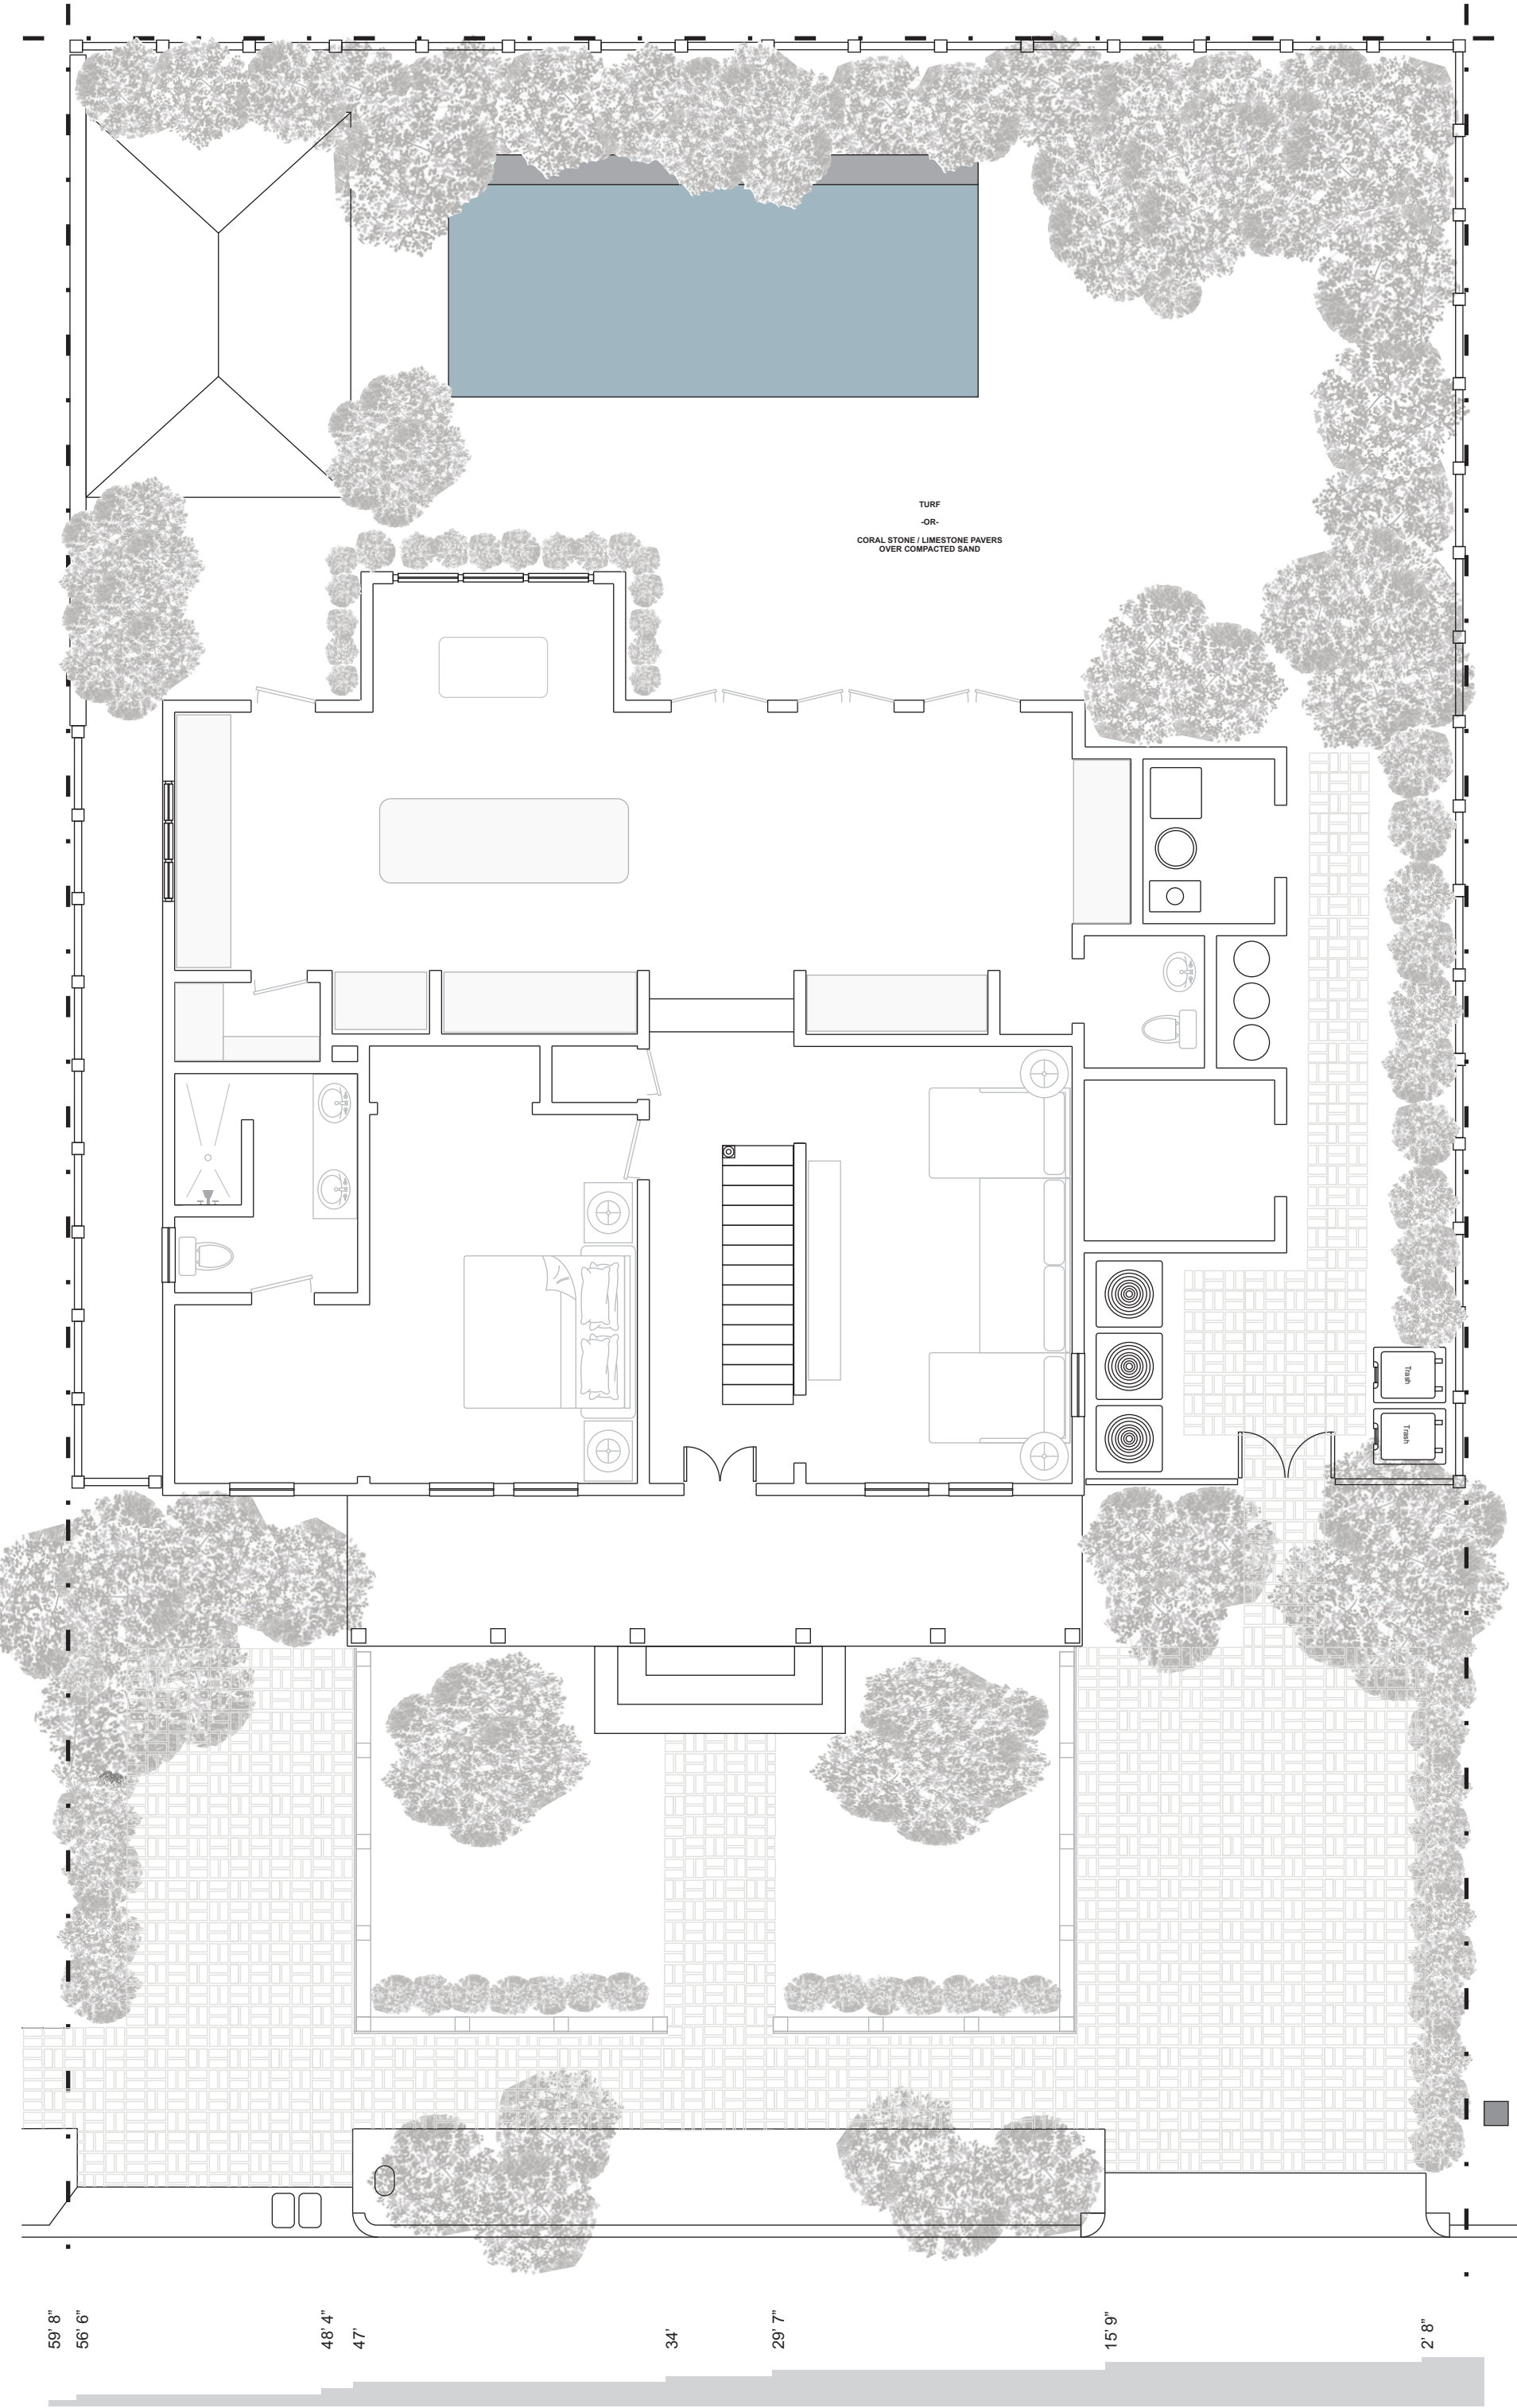 TURF
-OR-
CORAL STONE / LIMESTONE PAVERS
OVER COMPACTED SAND
Trash
Trash
59' 8"
56' 6"
48' 4"
47'
34'
29' 7"
15' 9"
2' 8"